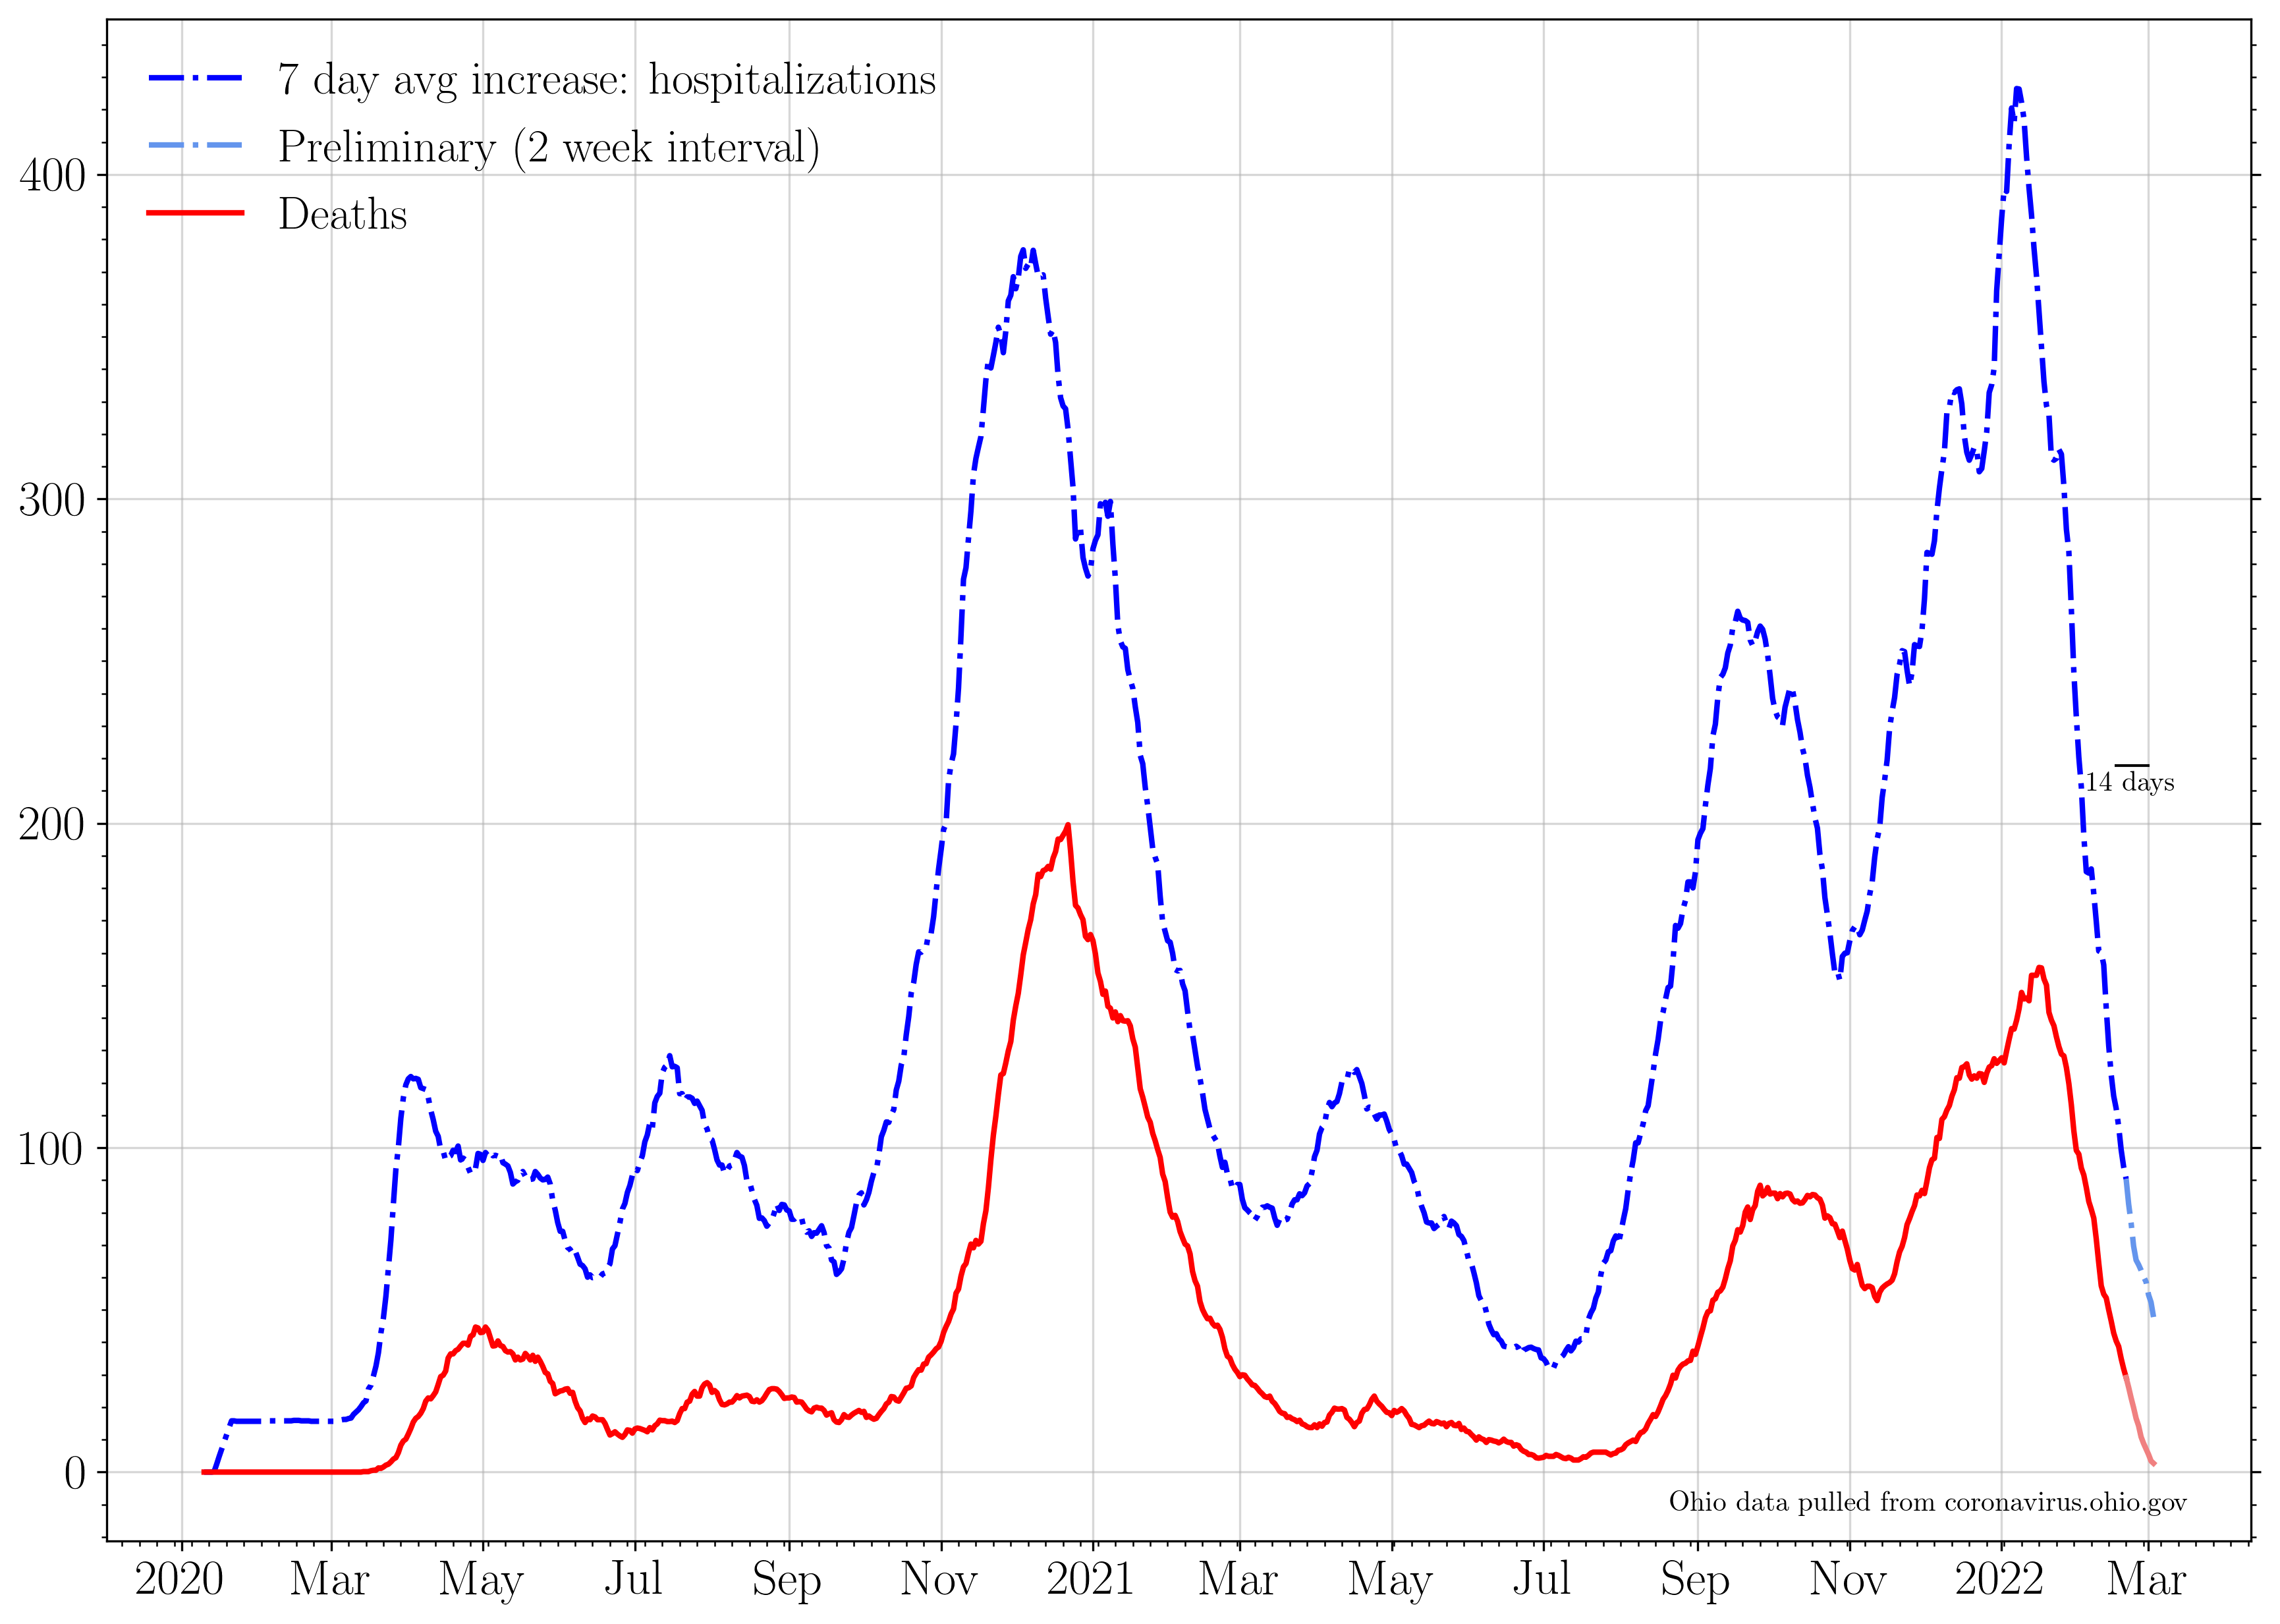 7 day avg increase: hospitalizations
Preliminary (2 week interval)
Deaths
400
300
200
100
0
14 days
Ohio data pulled from coronavirus.ohio.gov
2020 Mar May Jul Sep Nov 2021 Mar May Jul Sep Nov 2022 Mar